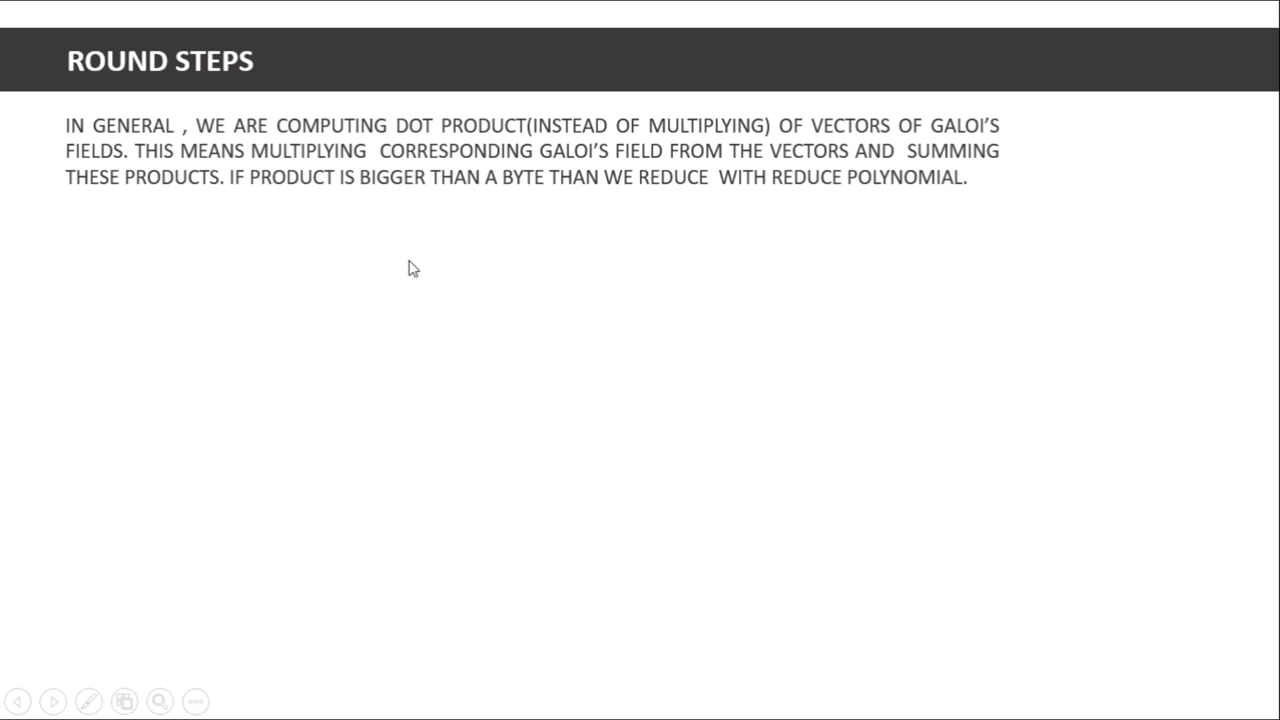 ROUND STEPS
IN GENERAL , WE ARE COMPUTING DOT PRODUCT(INSTEAD OF MULTIPLYING) OF VECTORS OF GALOI’S
FIELDS. THIS MEANS MULTIPLYING CORRESPONDING GALOI’S FIELD FROM THE VECTORS AND SUMMING
THESE PRODUCTS. IF PRODUCT IS BIGGER THAN A BYTE THAN WE REDUCE WITH REDUCE POLYNOMIAL.